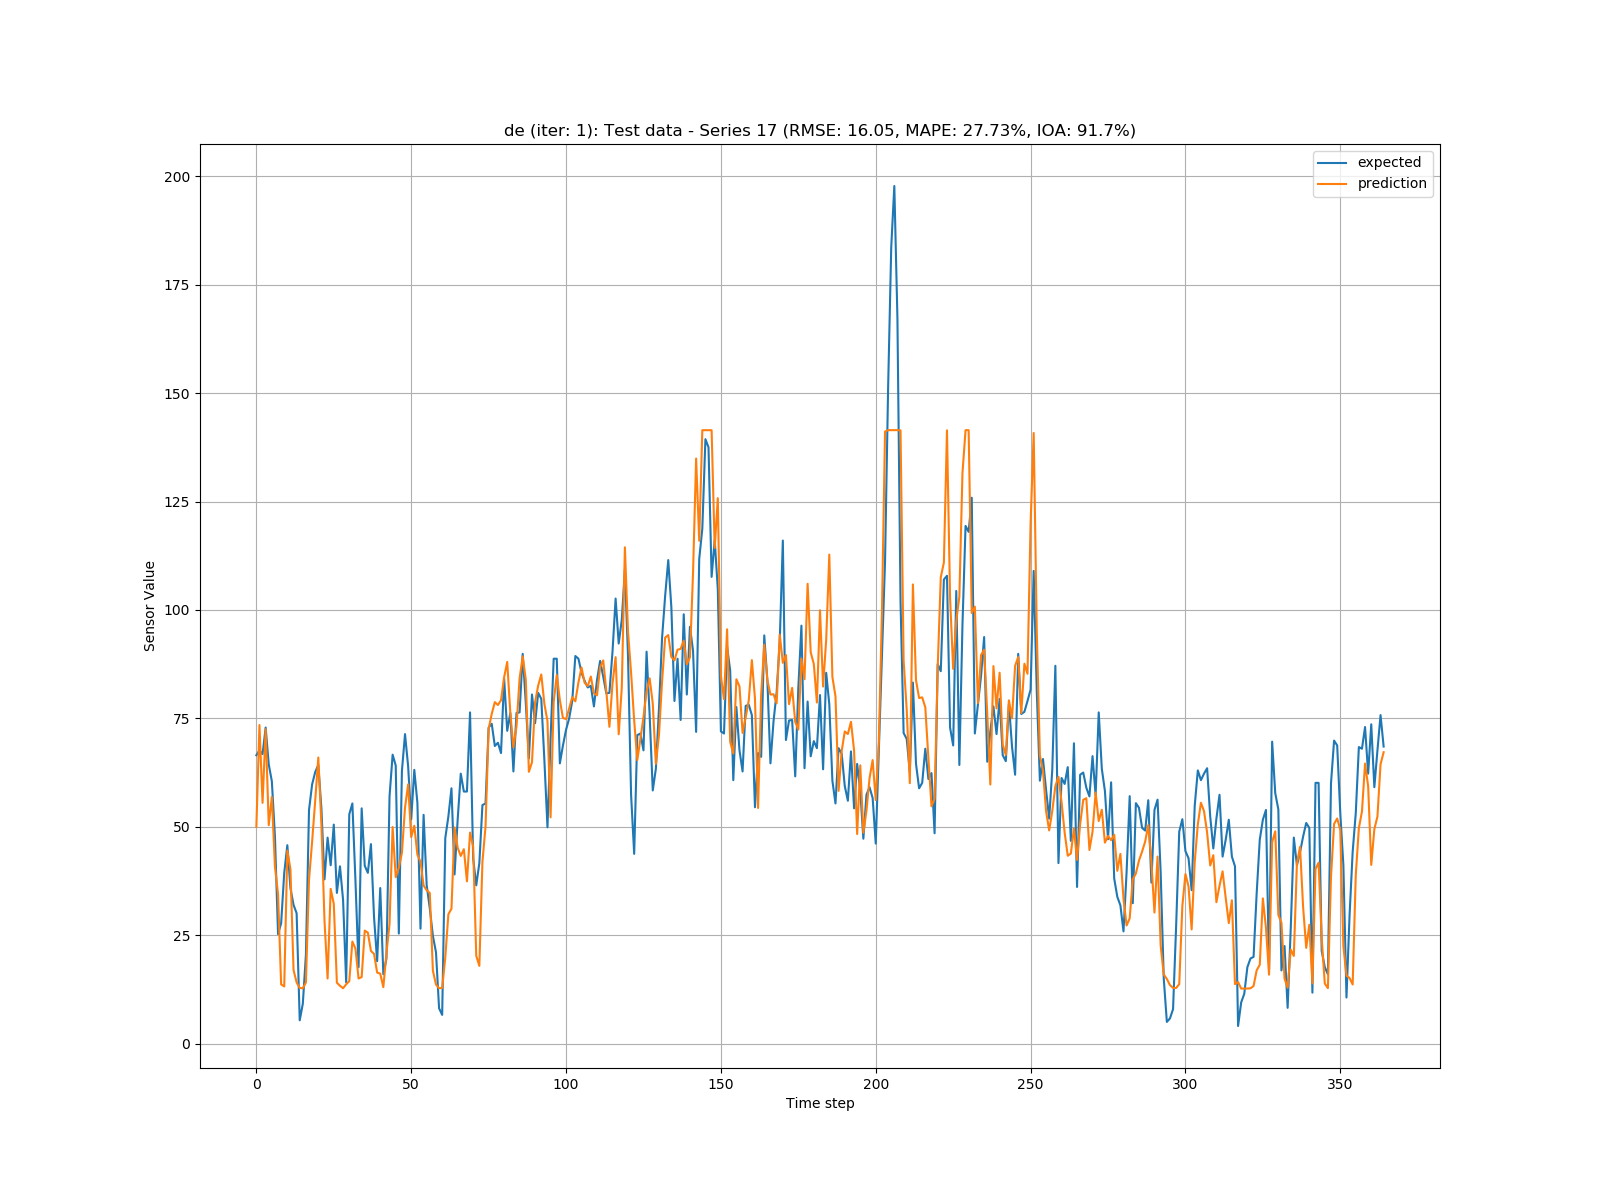 de (iter: 1): Test data - Series 17 (RMSE: 16.05, MAPE: 27.73%, IOA: 91.7%)
expected
prediction
200
175
150
125
100
75
50
25
0
Sensor Value
0 50 100 150 200 250 300 350
Time step